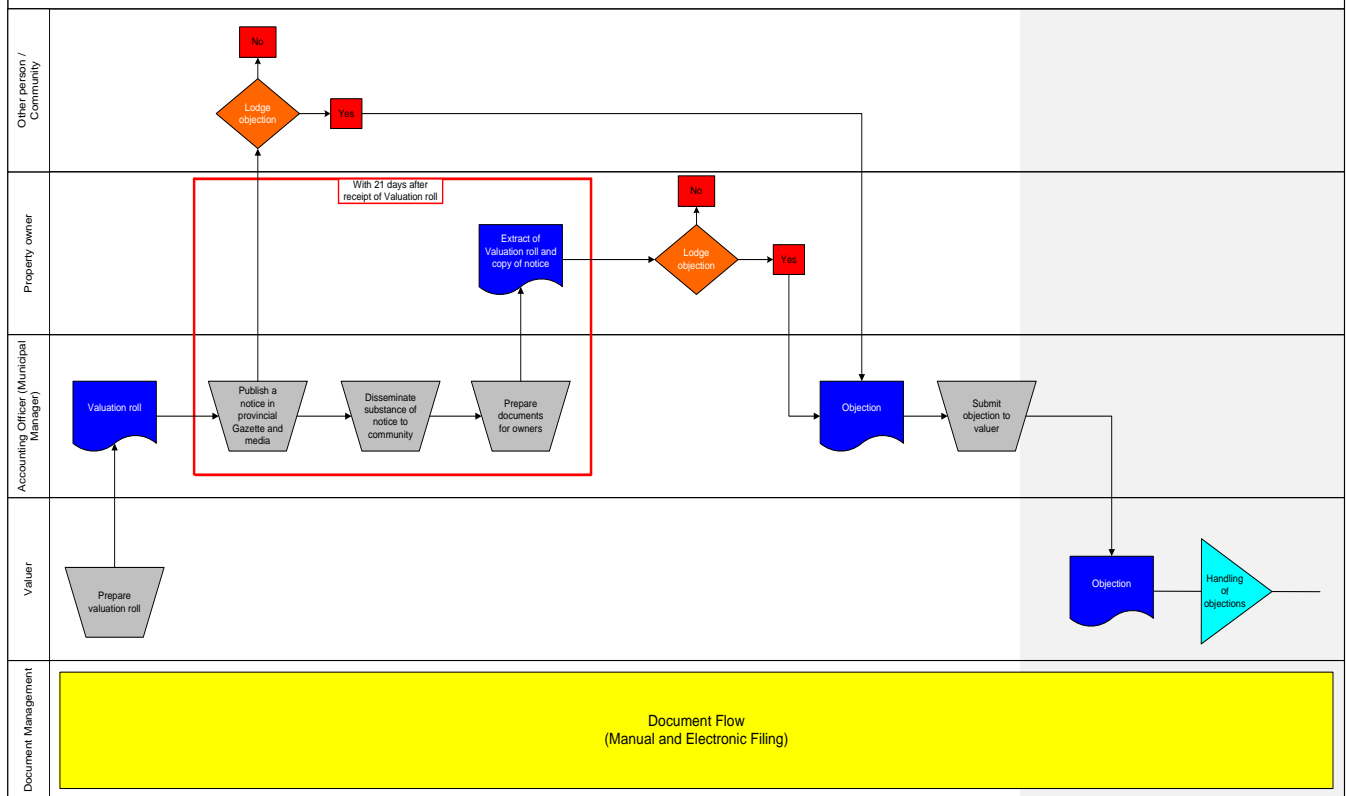 Other person /
Community
No
Lodge
objection
Yes
Property owner
With 21 days after
receipt of Valuation roll
Extract of
Valuation roll and
copy of notice
No
Lodge
objection
Yes
Accounting Officer (Municipal
Manager)
Valuation roll
Publish a
notice in
provincial
Gazette and
media
Disseminate
substance of
notice to
community
Prepare
documents
for owners
Objection
Submit
objection to
valuer
Valuer
Prepare
valuation roll
Objection
Handling
of
objections
Document Management
Document Flow
(Manual and Electronic Filing)